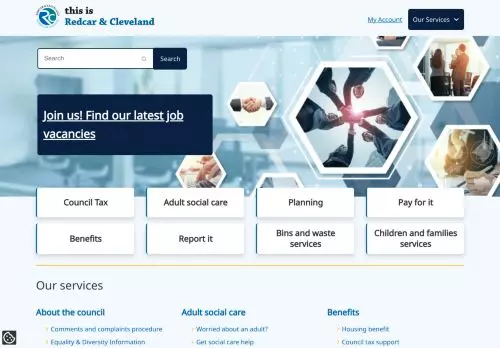 this is
Redcar & Cleveland
My Account
Our Services
Search
Search
Join us! Find our latest job
vacancies
Council Tax
Adult social care
Planning
Pay for it
Benefits
Report it
Bins and waste
services
Children and families
services
Our services
About the council
Adult social care
Benefits
Comments and complaints procedure
Worried about an adult?
Housing benefit
Equality & Diversity Information
Get social care help
Council tax support